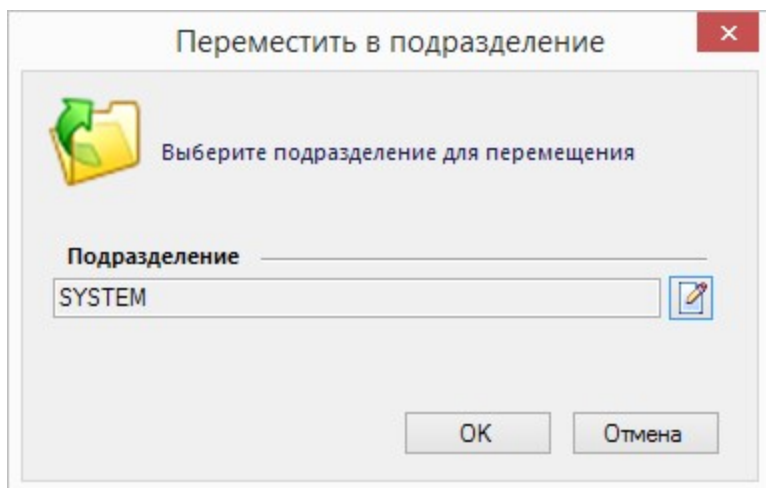 Переместить в подразделение
Выберите подразделение для перемещения
Подразделение
SYSTEM
OK
Отмена